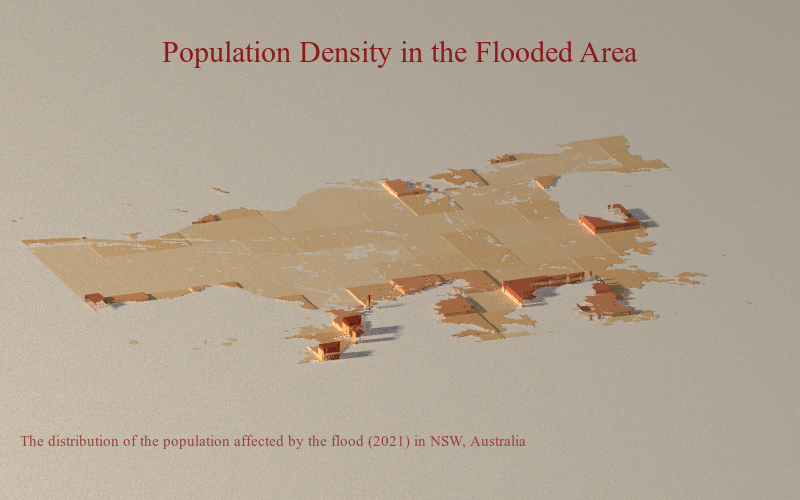 Population Density in the Flooded Area
The distribution of the population affected by the flood (2021) in NSW, Australia